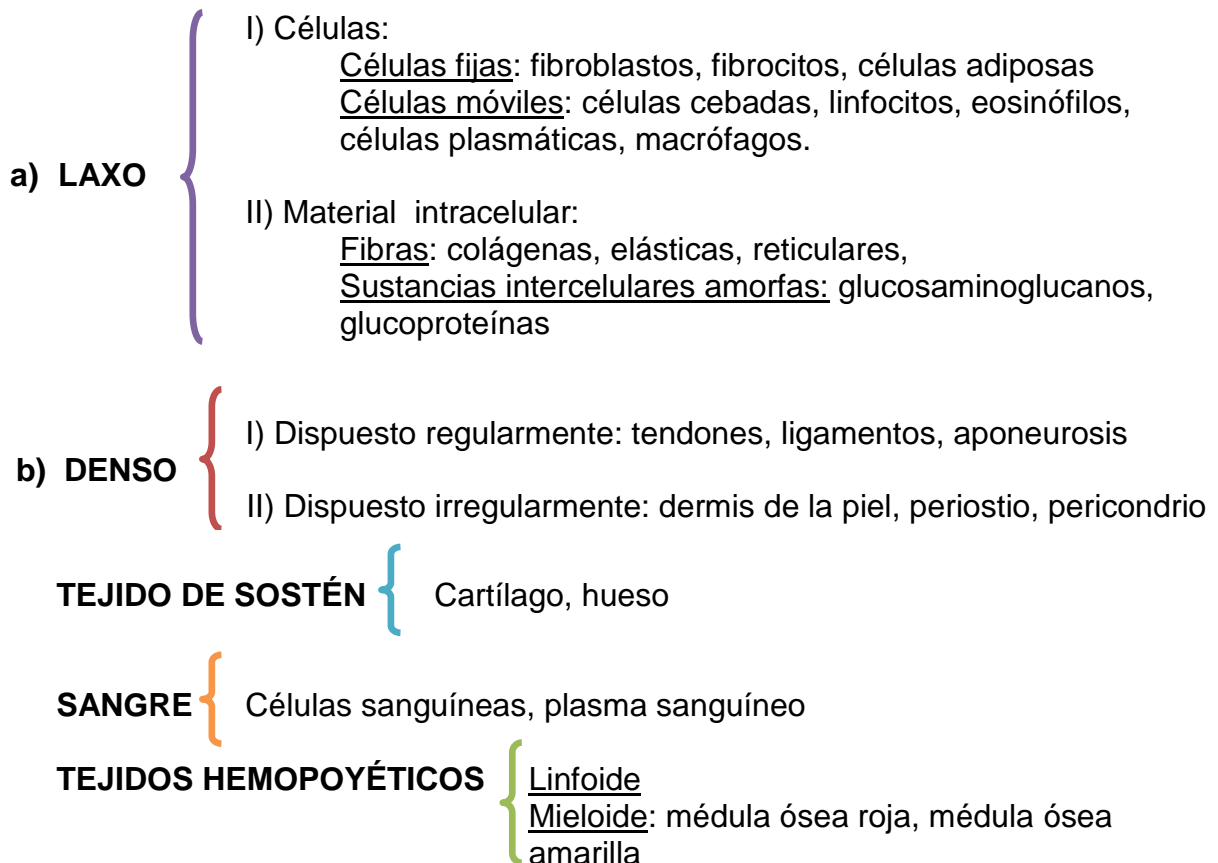 I) Células:
Células fijas: fibroblastos, fibrocitos, células adiposas
Células móviles: células cebadas, linfocitos, eosinófilos,
células plasmáticas, macrófagos.
a) LAXO
II) Material intracelular:
Fibras: colágenas, elásticas, reticulares,
Sustancias intercelulares amorfas: glucosaminoglucanos,
glucoproteínas
I) Dispuesto regularmente: tendones, ligamentos, aponeurosis
b) DENSO
II) Dispuesto irregularmente: dermis de la piel, periostio, pericondrio
TEJIDO DE SOSTÉN Cartílago, hueso
SANGRE Células sanguíneas, plasma sanguíneo
TEJIDOS HEMOPOYÉTICOS Linfoide
Mieloide: médula ósea roja, médula ósea
amarilla